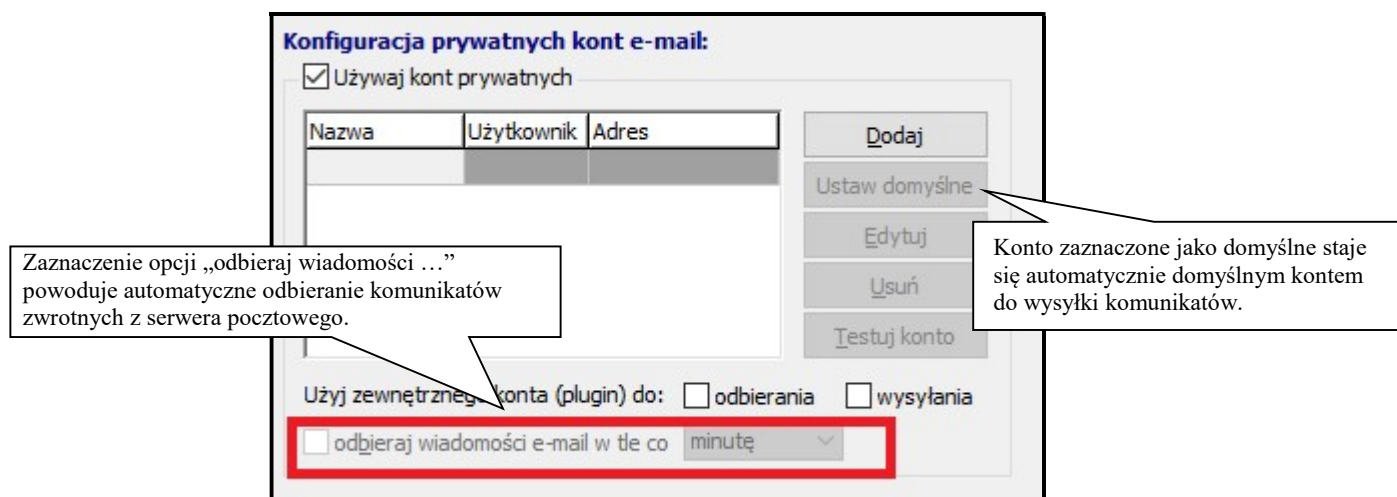 Konfiguracja prywatnych kont e-mail:
Używaj kont prywatnych
Nazwa Użytkownik Adres
Dodaj
Ustaw domyślne
Edytuj
Usuń
Testuj konto
Konto zaznaczone jako domyślne staje
się automatycznie domyślnym kontem
do wysyłki komunikatów.
Zaznaczenie opcji „odbieraj wiadomości …”
powoduje automatyczne odbieranie komunikatów
zwrotnych z serwera pocztowego.
Użyj zewnętrznego konta (plugin) do: odbierania wysyłania
odbieraj wiadomości e-mail w tle co minutę